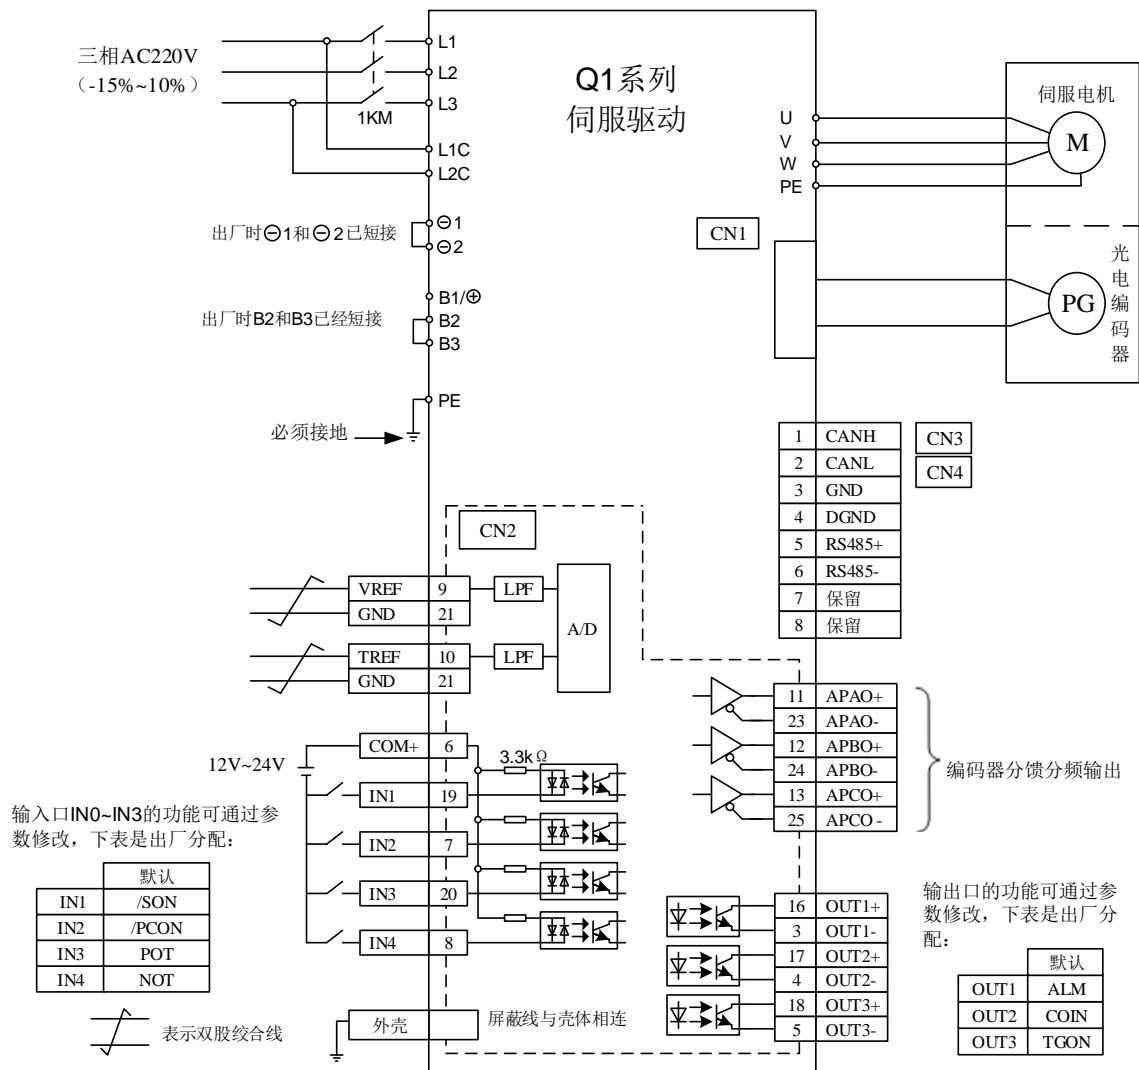 三相AC220V
（-15%~10%）
L1
L2
L3
1KM
L1C
L2C
Q1系列
伺服驱动
U
V
W
PE
伺服电机
M
出厂时⊖1和⊖2已短接
⊖1
⊖2
CN1
光电编码器
PG
B1/⊕
出厂时B2和B3已经短接
B2
B3
PE
必须接地
1 CANH
2 CANL
3 GND
4 DGND
5 RS485+
6 RS485-
7 保留
8 保留
CN3
CN4
CN2
VREF 9 LPF
GND 21
A/D
TREF 10 LPF
GND 21
11 APAO+
23 APAO-
12 APBO+
24 APBO-
13 APCO+
25 APCO -
编码器分馈分频输出
COM+ 6
12V~24V
3.3kΩ
IN1 19
IN2 7
IN3 20
IN4 8
输入口IN0~IN3的功能可通过参
数修改，下表是出厂分配：
默认
IN1 /SON
IN2 /PCON
IN3 POT
IN4 NOT
16 OUT1+
3 OUT1-
17 OUT2+
4 OUT2-
18 OUT3+
5 OUT3-
输出口的功能可通过参
数修改，下表是出厂分
配：
默认
OUT1 ALM
OUT2 COIN
OUT3 TGON
表示双股绞合线
外壳
屏蔽线与壳体相连